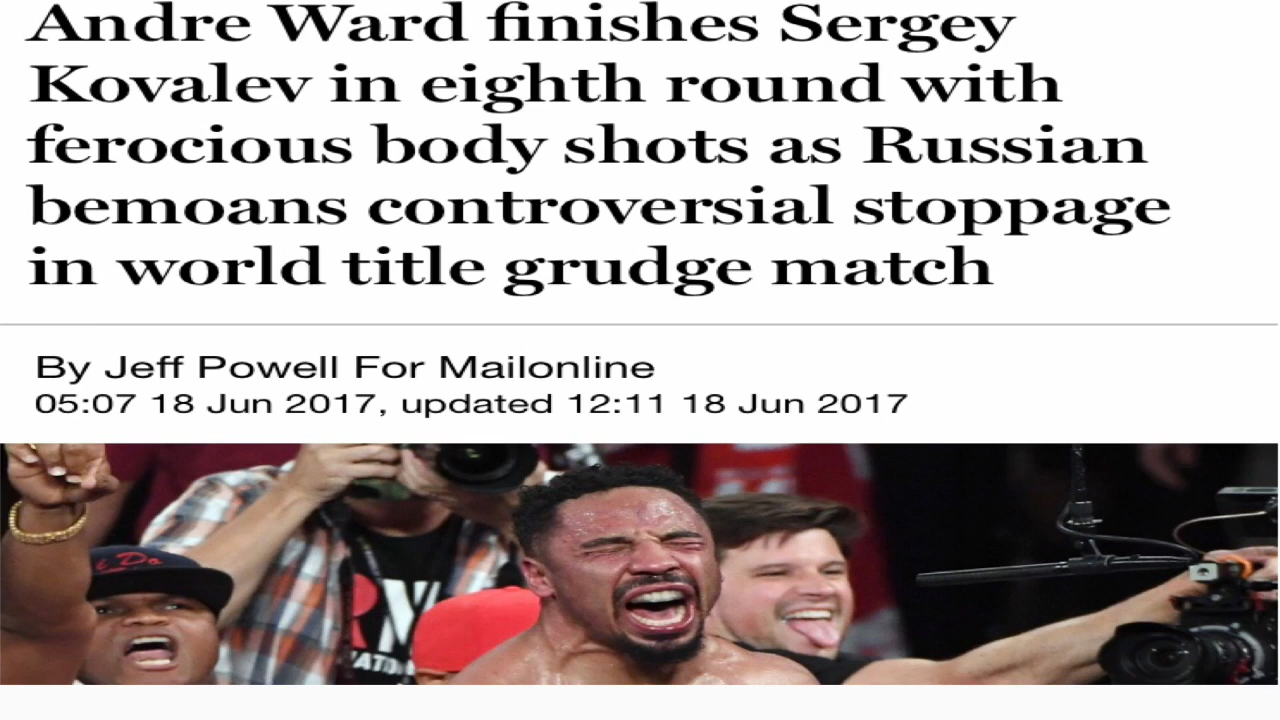 Andre Ward finishes Sergey
Kovalev in eighth round with
ferocious body shots as Russian
bemoans controversial stoppage
in world title grudge match
By Jeff Powell For Mailonline
05:07 18 Jun 2017, updated 12:11 18 Jun 2017
I Do